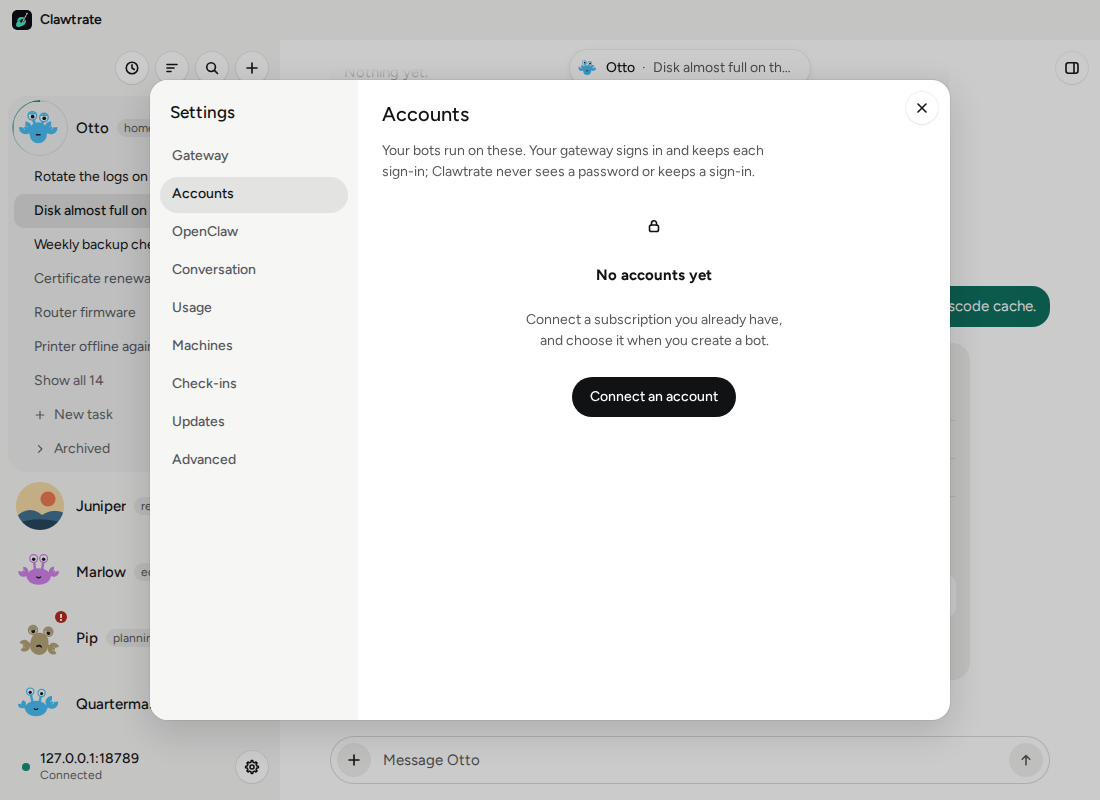 Clawtrate
Nothing yet.
Otto · Disk almost full on th...
Otto
Rotate the logs on
Disk almost full on
Weekly backup
Certificate
Router firmware
Printer offline
Show all 14
New task
Archived
Juniper
Marlow
Pip
127.0.0.1:18789
Connected
Settings
Gateway
Accounts
OpenClaw
Conversation
Usage
Machines
Check-ins
Updates
Advanced
Accounts
Your bots run on these. Your gateway signs in and keeps each
sign-in; Clawtrate never sees a password or keeps a sign-in.
No accounts yet
Connect a subscription you already have,
and choose it when you create a bot.
Connect an account
cache.
Message Otto